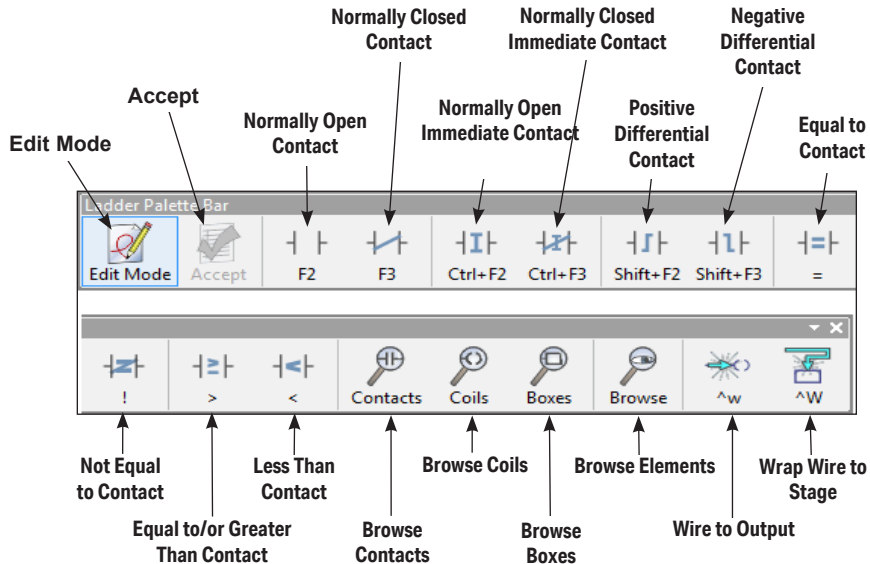 Normally Closed
Contact
Normally Closed
Immediate Contact
Negative
Differential
Contact
Accept
Normally Open
Contact
Normally Open
Immediate Contact
Positive
Differential
Contact
Equal to
Contact
Edit Mode
Ladder Palette Bar
Edit Mode
Accept
F2
F3
Ctrl+F2
Ctrl+F3
Shift+F2
Shift+F3
=
!
>
<
Contacts
Coils
Boxes
Browse
^w
^W
Not Equal
to Contact
Less Than
Contact
Browse Coils
Browse Elements
Wrap Wire to
Stage
Equal to/or Greater
Than Contact
Browse
Contacts
Browse
Boxes
Wire to Output